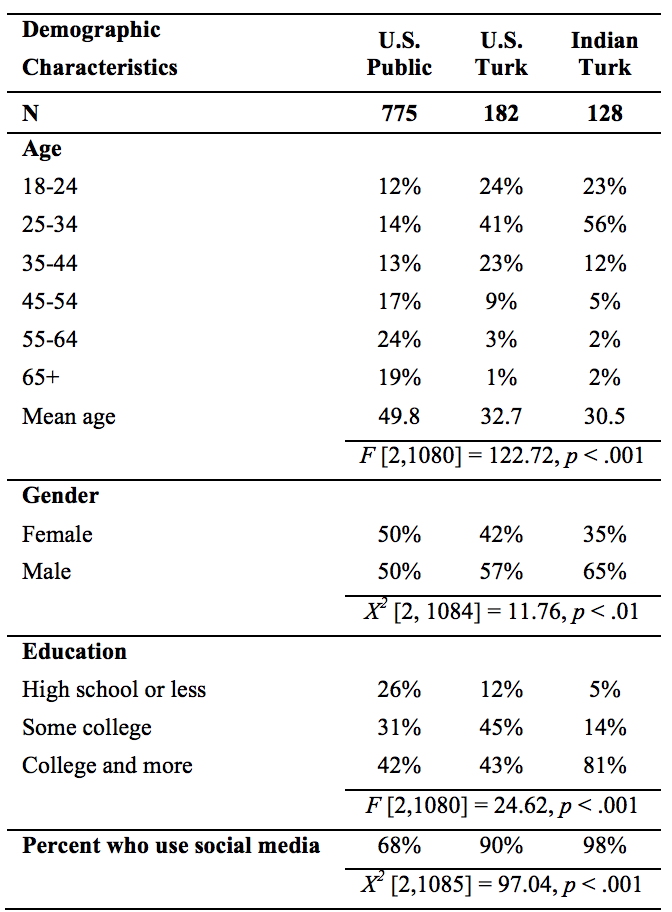 Demographic Characteristics U.S. Public U.S. Turk Indian Turk
N 775 182 128
Age
18-24 12% 24% 23%
25-34 14% 41% 56%
35-44 13% 23% 12%
45-54 17% 9% 5%
55-64 24% 3% 2%
65+ 19% 1% 2%
Mean age 49.8 32.7 30.5
F [2,1080] = 122.72, p < .001
Gender
Female 50% 42% 35%
Male 50% 57% 65%
X² [2, 1084] = 11.76, p < .01
Education
High school or less 26% 12% 5%
Some college 31% 45% 14%
College and more 42% 43% 81%
F [2,1080] = 24.62, p < .001
Percent who use social media 68% 90% 98%
X² [2,1085] = 97.04, p < .001